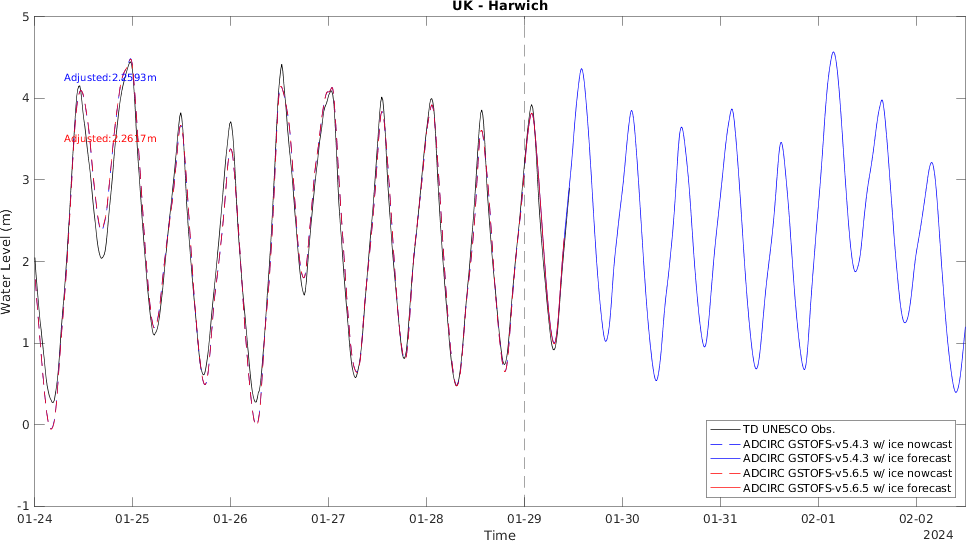 UK - Harwich
5
4
3
2
1
0
-1
Water Level (m)
Adjusted:2.2593m
Adjusted:2.2617m
TD UNESCO Obs.
ADCIRC GSTOFS-v5.4.3 w/ ice nowcast
ADCIRC GSTOFS-v5.4.3 w/ ice forecast
ADCIRC GSTOFS-v5.6.5 w/ ice nowcast
ADCIRC GSTOFS-v5.6.5 w/ ice forecast
01-24 01-25 01-26 01-27 01-28 01-29 01-30 01-31 02-01 02-02
Time
2024